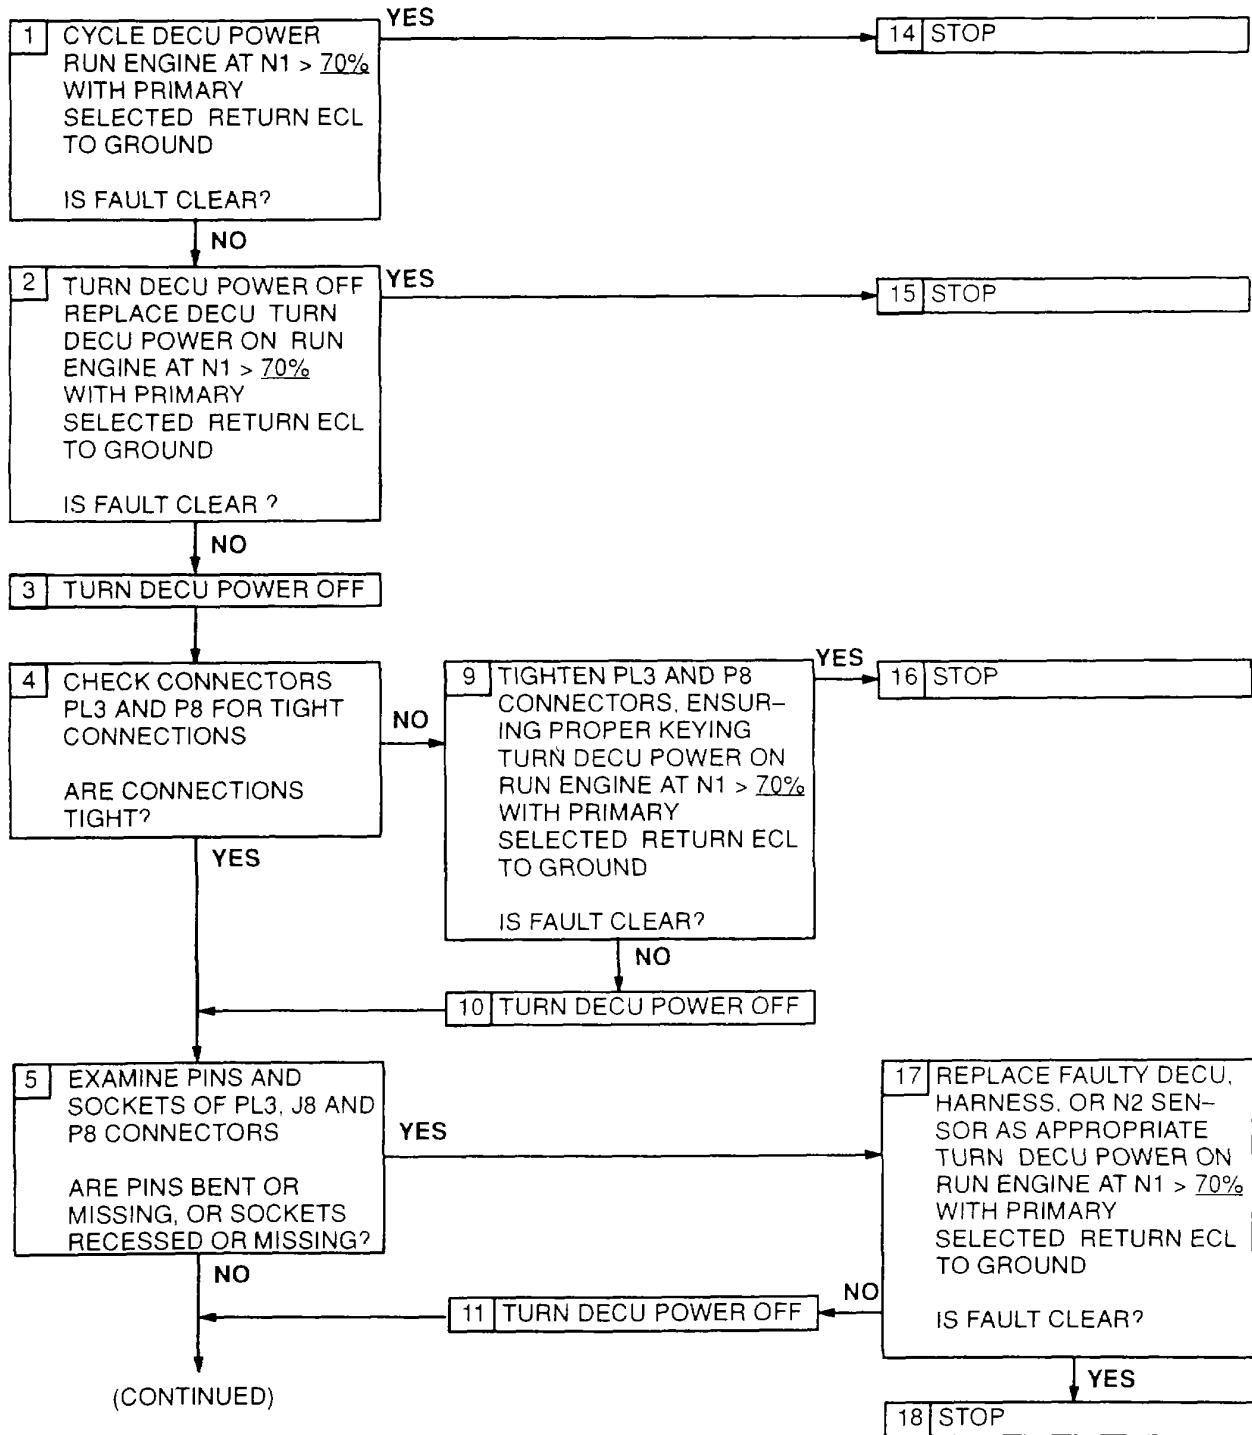 1 CYCLE DECU POWER
RUN ENGINE AT N1 > 70%
WITH PRIMARY
SELECTED RETURN ECL
TO GROUND
IS FAULT CLEAR?
YES
14 STOP
NO
2 TURN DECU POWER OFF
REPLACE DECU TURN
DECU POWER ON RUN
ENGINE AT N1 > 70%
WITH PRIMARY
SELECTED RETURN ECL
TO GROUND
IS FAULT CLEAR ?
YES
15 STOP
NO
3 TURN DECU POWER OFF
4 CHECK CONNECTORS
PL3 AND P8 FOR TIGHT
CONNECTIONS
ARE CONNECTIONS
TIGHT?
NO
9 TIGHTEN PL3 AND P8
CONNECTORS, ENSUR-
ING PROPER KEYING
TURN DECU POWER ON
RUN ENGINE AT N1 > 70%
WITH PRIMARY
SELECTED RETURN ECL
TO GROUND
IS FAULT CLEAR?
YES
16 STOP
YES
NO
10 TURN DECU POWER OFF
5 EXAMINE PINS AND
SOCKETS OF PL3, J8 AND
P8 CONNECTORS
ARE PINS BENT OR
MISSING, OR SOCKETS
RECESSED OR MISSING?
YES
17 REPLACE FAULTY DECU,
HARNESS, OR N2 SEN-
SOR AS APPROPRIATE
TURN DECU POWER ON
RUN ENGINE AT N1 > 70%
WITH PRIMARY
SELECTED RETURN ECL
TO GROUND
IS FAULT CLEAR?
NO
NO
11 TURN DECU POWER OFF
(CONTINUED)
YES
18 STOP